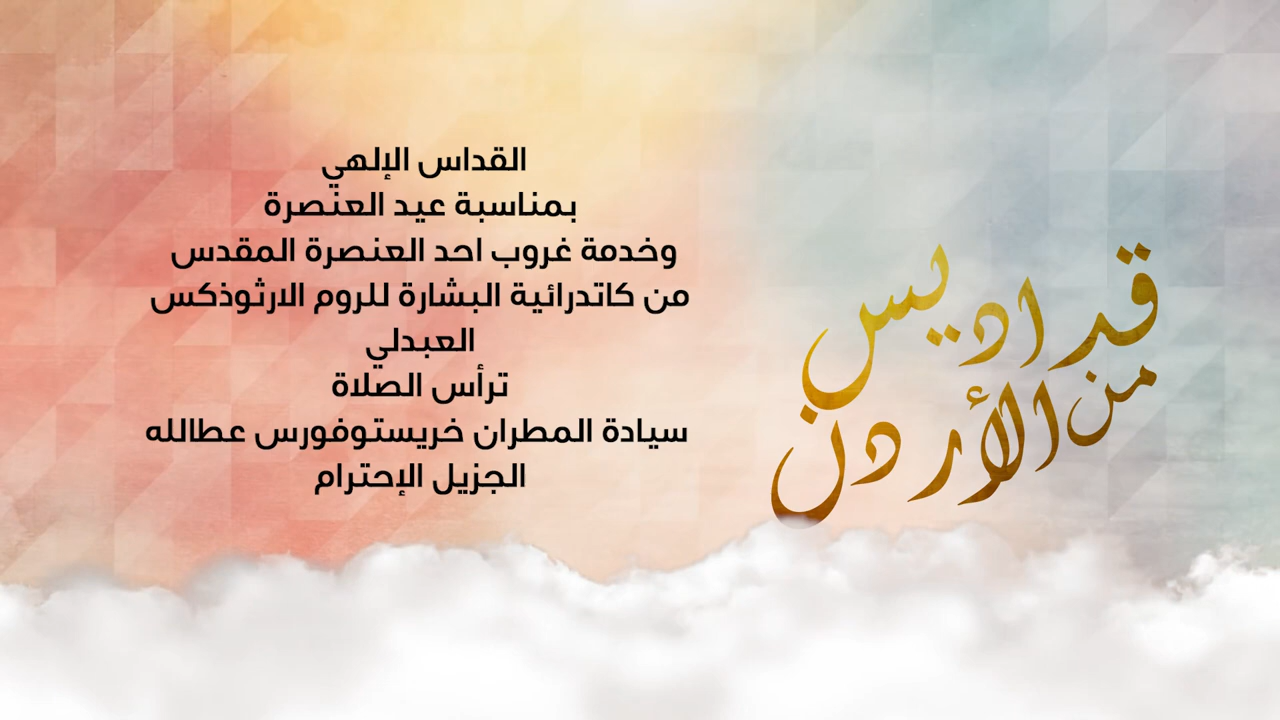 القداس الإلهي
بمناسبة عيد العنصرة
وخدمة غروب احد العنصرة المقدس
من كاتدرائية البشارة للروم الارثوذكس
العبدلي
ترأس الصلاة
سيادة المطران خريستوفورس عطالله
الجزيل الإحترام
قداديس
من الأردن